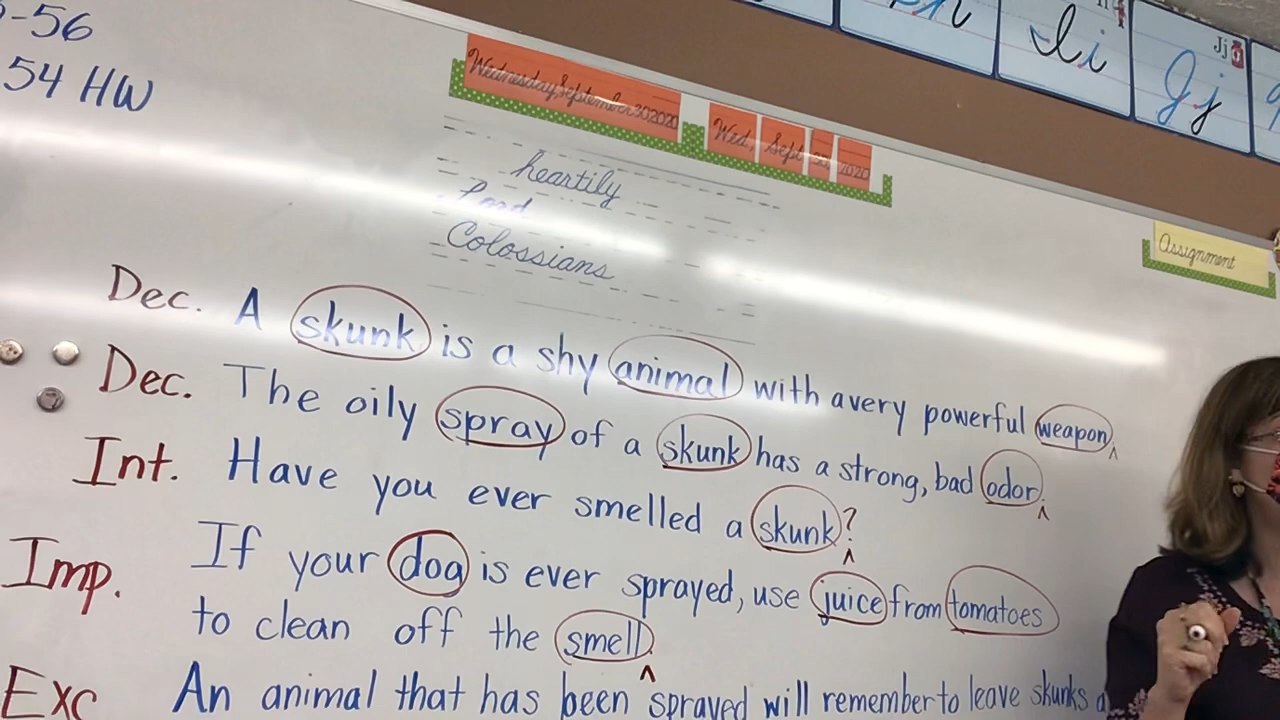 -56
54 HW
Ii
Jj
Jj
Wednesday, September 30 2020
Wed, Sept 30, 2020
Assignment
heartily
Lord
Colossians
Dec. A skunk is a shy animal with a very powerful weapon.
Dec. The oily spray of a skunk has a strong, bad odor.
Int. Have you ever smelled a skunk?
Imp. If your dog is ever sprayed, use juice from tomatoes
to clean off the smell.
Exc An animal that has been sprayed will remember to leave skunks a